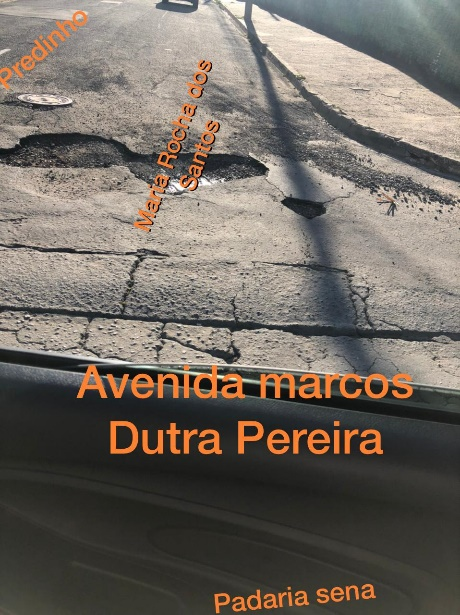 Predinho
Maria Rocha dos
Santos
Avenida marcos
Dutra Pereira
Padaria sena